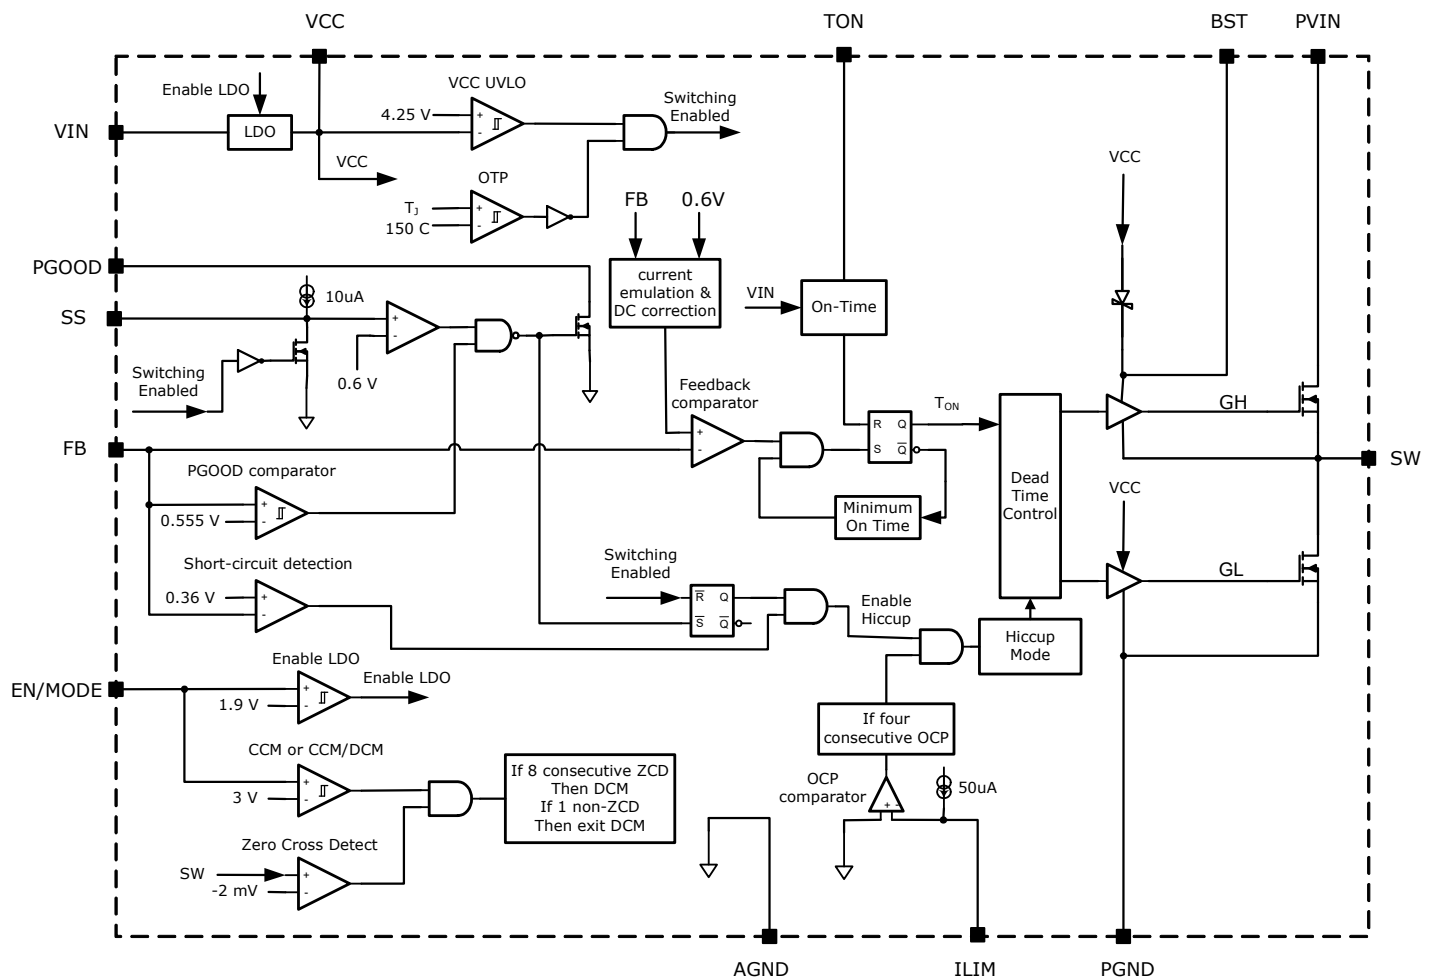 VCC
TON
BST
PVIN
Enable LDO
VCC UVLO
4.25 V
+
-
Switching
Enabled
VIN
LDO
VCC
OTP
TJ
+
150 C
-
FB
0.6V
VCC
PGOOD
current
emulation &
DC correction
10uA
VIN
On-Time
SS
+
-
0.6 V
Switching
Enabled
Feedback
comparator
+
-
TON
R Q
S Q
GH
FB
SW
PGOOD comparator
+
0.555 V
-
Dead
Time
Control
VCC
Minimum
On Time
Short-circuit detection
0.36 V
+
-
Switching
Enabled
R Q
S Q
Enable
Hiccup
GL
Hiccup
Mode
Enable LDO
EN/MODE
+
1.9 V
-
Enable LDO
If four
consecutive OCP
CCM or CCM/DCM
+
3 V
-
If 8 consecutive ZCD
Then DCM
If 1 non-ZCD
Then exit DCM
OCP
comparator
+ -
50uA
Zero Cross Detect
SW
+
-2 mV
-
AGND
ILIM
PGND